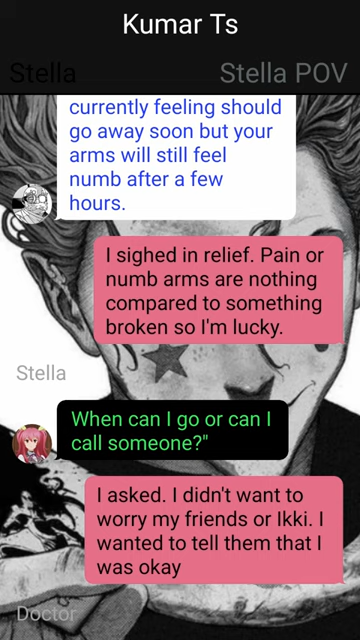 Kumar Ts
Stella
Stella POV
currently feeling should
go away soon but your
arms will still feel
numb after a few
hours.
I sighed in relief. Pain or
numb arms are nothing
compared to something
broken so I'm lucky.
Stella
When can I go or can I
call someone?"
I asked. I didn't want to
worry my friends or Ikki. I
wanted to tell them that I
was okay
Doctor